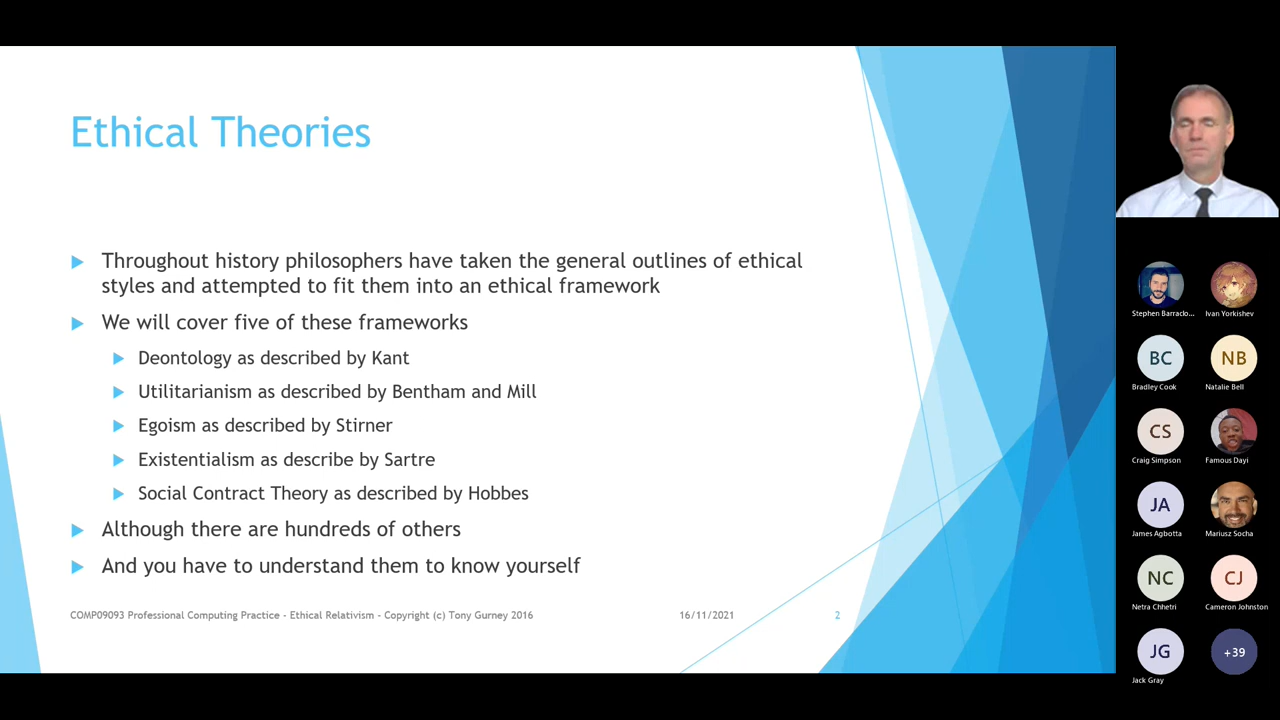 Ethical Theories
Throughout history philosophers have taken the general outlines of ethical
styles and attempted to fit them into an ethical framework
We will cover five of these frameworks
Deontology as described by Kant
Utilitarianism as described by Bentham and Mill
Egoism as described by Stirner
Existentialism as describe by Sartre
Social Contract Theory as described by Hobbes
Although there are hundreds of others
And you have to understand them to know yourself
COMP09093 Professional Computing Practice - Ethical Relativism - Copyright (c) Tony Gurney 2016
16/11/2021
2
Stephen Barraclo...
Ivan Yorkishev
BC
NB
Bradley Cook
Natalie Bell
CS
Craig Simpson
Famous Dayi
JA
James Agbotta
Mariusz Socha
NC
CJ
Netra Chhetri
Cameron Johnston
JG
+39
Jack Gray